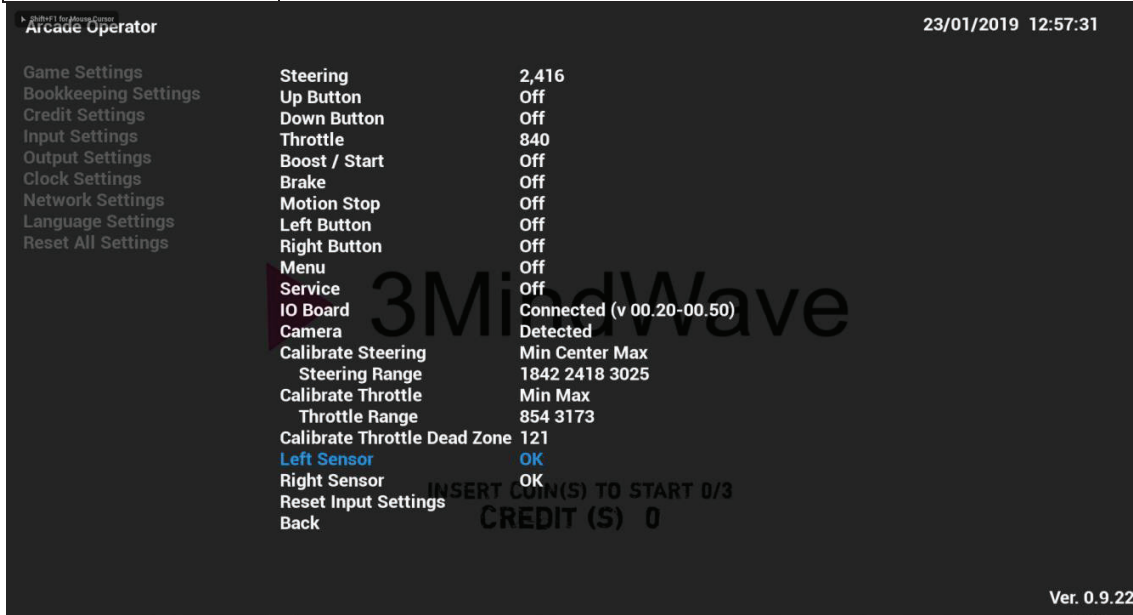 Shift+F1 for Mouse Cursor
Arcade Operator
23/01/2019 12:57:31
Game Settings
Bookkeeping Settings
Credit Settings
Input Settings
Output Settings
Clock Settings
Network Settings
Language Settings
Reset All Settings
Steering 2,416
Up Button Off
Down Button Off
Throttle 840
Boost / Start Off
Brake Off
Motion Stop Off
Left Button Off
Right Button Off
Menu Off
Service Off
IO Board Connected (v 00.20-00.50)
Camera Detected
Calibrate Steering Min Center Max
Steering Range 1842 2418 3025
Calibrate Throttle Min Max
Throttle Range 854 3173
Calibrate Throttle Dead Zone 121
Left Sensor OK
Right Sensor OK
Reset Input Settings
Back
3MindWave
INSERT COIN(S) TO START 0/3
CREDIT (S) 0
Ver. 0.9.22